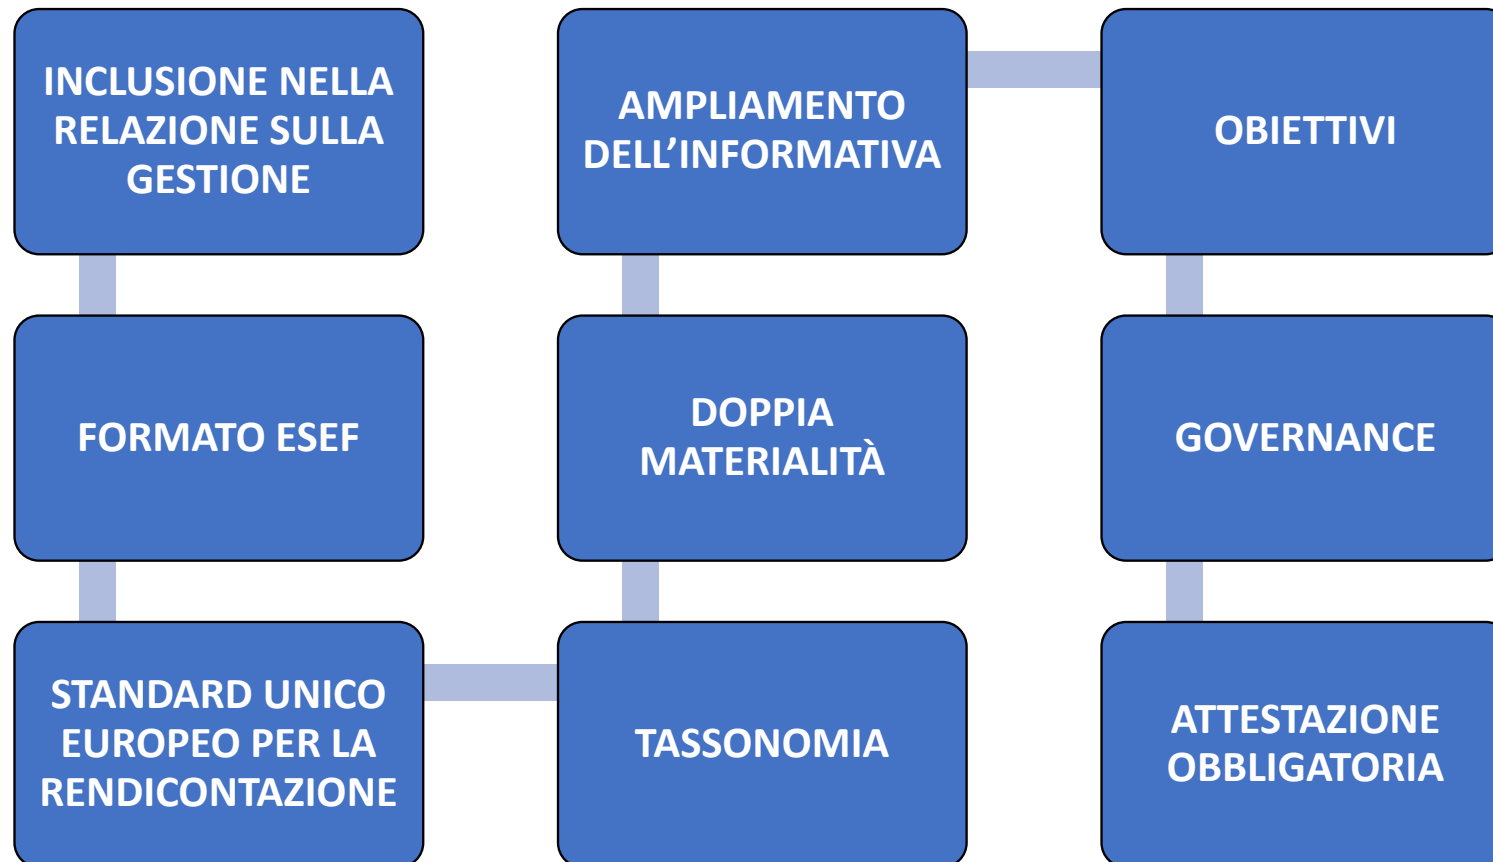 INCLUSIONE NELLA
RELAZIONE SULLA
GESTIONE
FORMATO ESEF
STANDARD UNICO
EUROPEO PER LA
RENDICONTAZIONE
TASSONOMIA
DOPPIA
MATERIALITÀ
AMPLIAMENTO
DELL’INFORMATIVA
OBIETTIVI
GOVERNANCE
ATTESTAZIONE
OBBLIGATORIA